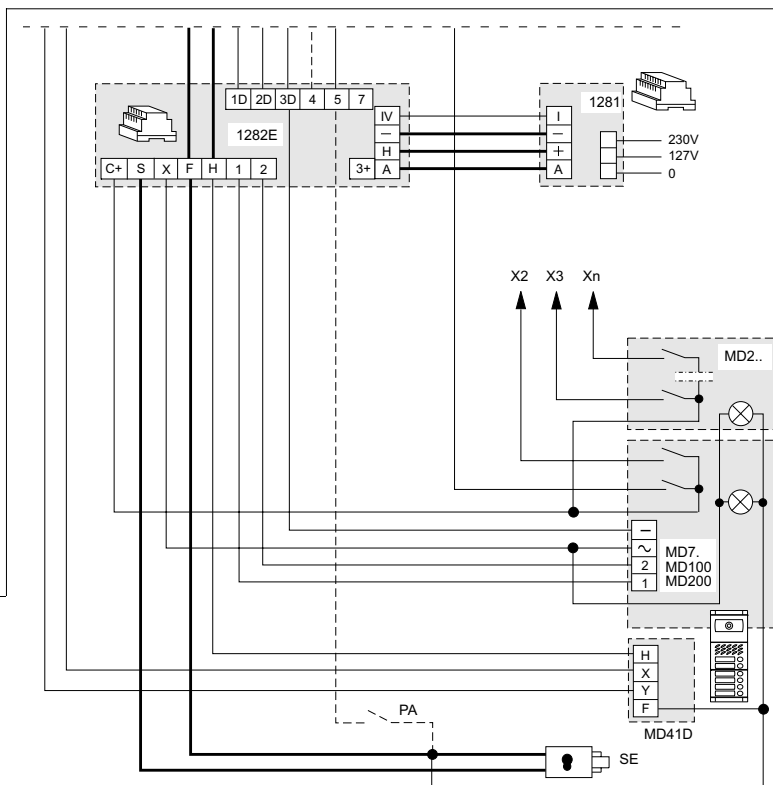 1D 2D 3D 4 5 7
1282E
IV
−
H
3+ A
C+ S X F H 1 2
1281
I
−
+
A
230V
127V
0
X2 X3 Xn
MD2..
−
~
2
1
MD7.
MD100
MD200
H
X
Y
F
MD41D
PA
SE